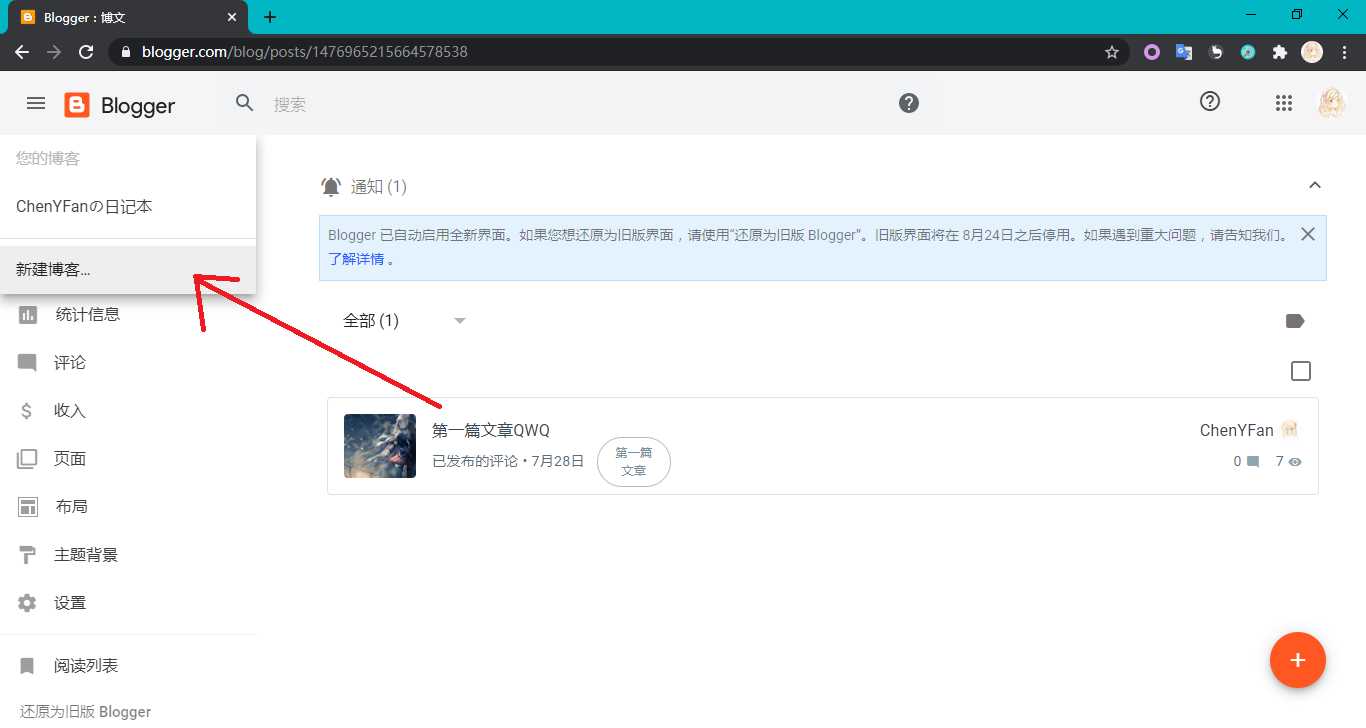 Blogger : 博文
blogger.com/blog/posts/1476965215664578538
Blogger
搜索
您的博客
ChenYFanの日记本
新建博客...
统计信息
评论
收入
页面
布局
主题背景
设置
阅读列表
还原为旧版 Blogger
通知 (1)
Blogger 已自动启用全新界面。如果您想还原为旧版界面，请使用“还原为旧版 Blogger”。旧版界面将在 8月24日之后停用。如果遇到重大问题，请告知我们。
了解详情 。
全部 (1)
第一篇文章QWQ
已发布的评论 • 7月28日
第一篇
文章
ChenYFan
0
7